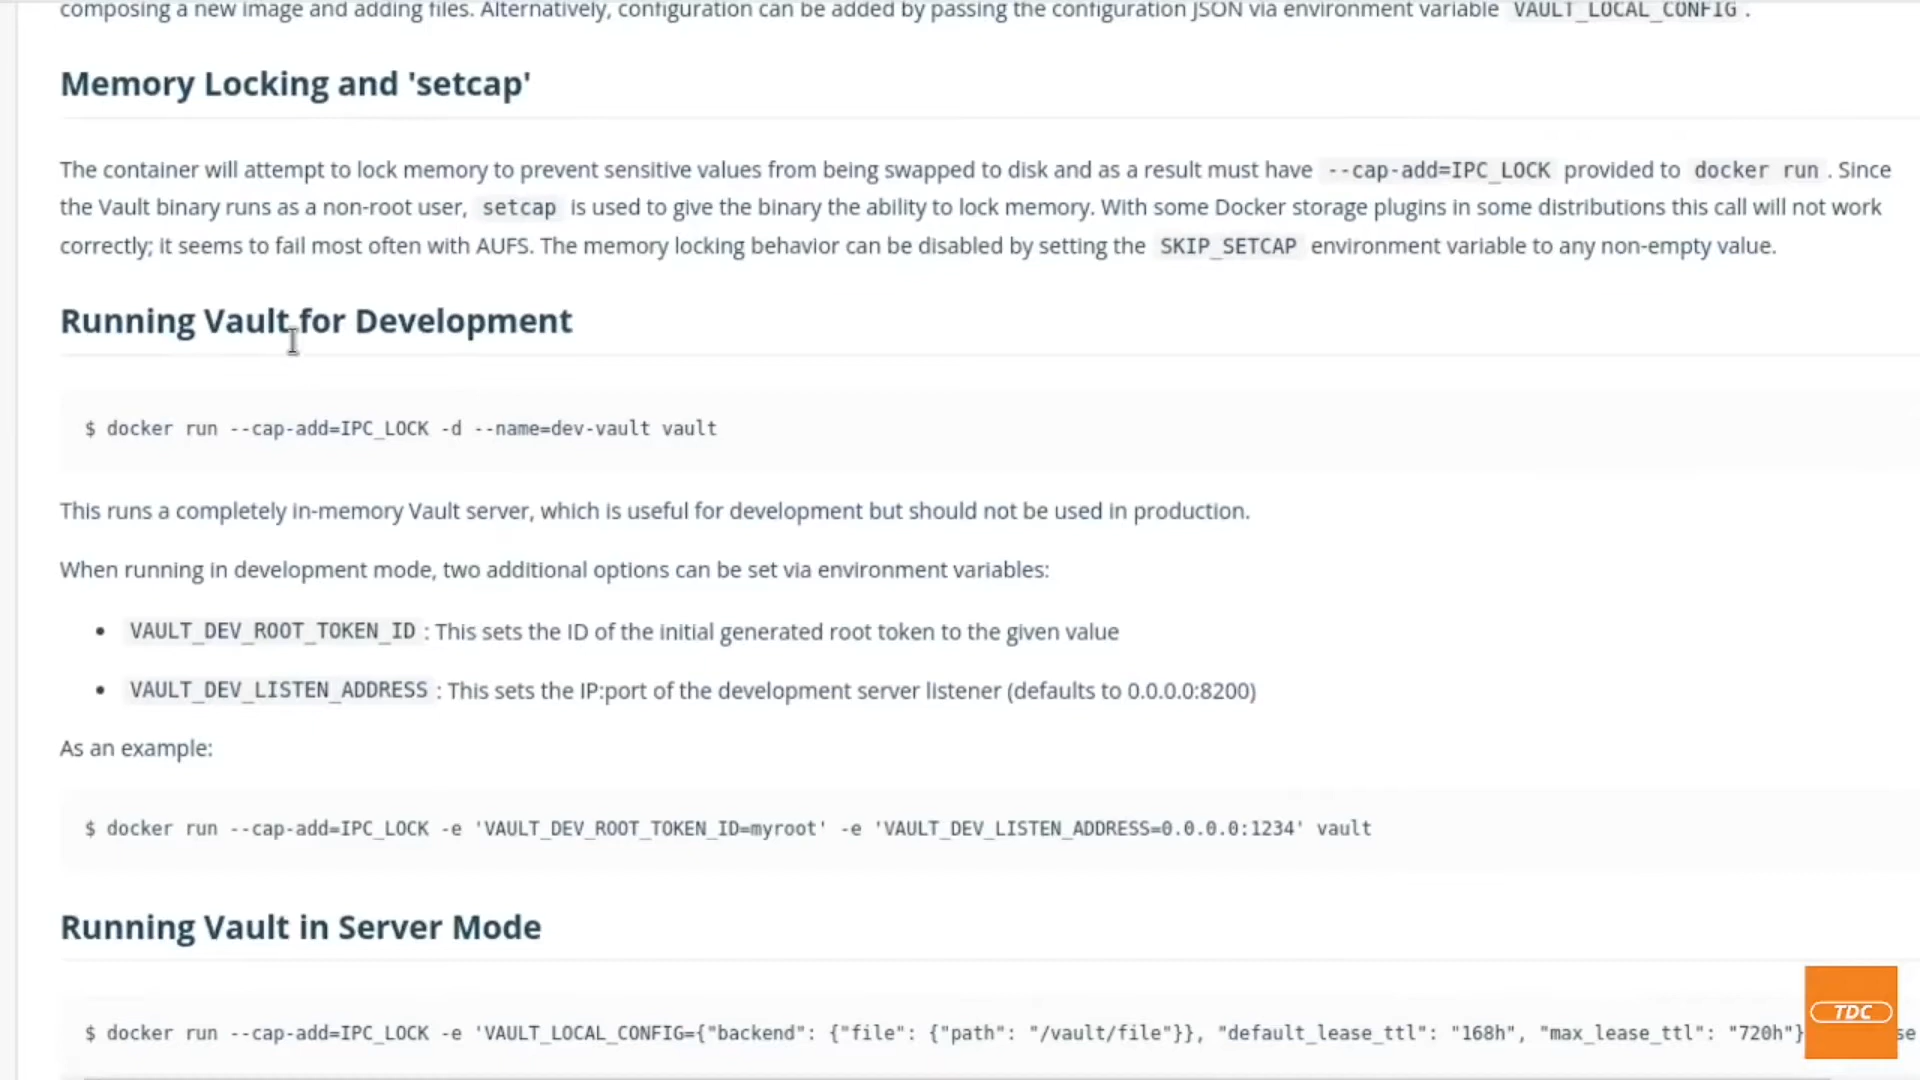 composing a new image and adding files. Alternatively, configuration can be added by passing the configuration JSON via environment variable VAULT_LOCAL_CONFIG .
Memory Locking and 'setcap'
The container will attempt to lock memory to prevent sensitive values from being swapped to disk and as a result must have --cap-add=IPC_LOCK provided to docker run . Since
the Vault binary runs as a non-root user, setcap is used to give the binary the ability to lock memory. With some Docker storage plugins in some distributions this call will not work
correctly; it seems to fail most often with AUFS. The memory locking behavior can be disabled by setting the SKIP_SETCAP environment variable to any non-empty value.
Running Vault for Development
$ docker run --cap-add=IPC_LOCK -d --name=dev-vault vault
This runs a completely in-memory Vault server, which is useful for development but should not be used in production.
When running in development mode, two additional options can be set via environment variables:
• VAULT_DEV_ROOT_TOKEN_ID : This sets the ID of the initial generated root token to the given value
• VAULT_DEV_LISTEN_ADDRESS : This sets the IP:port of the development server listener (defaults to 0.0.0.0:8200)
As an example:
$ docker run --cap-add=IPC_LOCK -e 'VAULT_DEV_ROOT_TOKEN_ID=myroot' -e 'VAULT_DEV_LISTEN_ADDRESS=0.0.0.0:1234' vault
Running Vault in Server Mode
$ docker run --cap-add=IPC_LOCK -e 'VAULT_LOCAL_CONFIG={"backend": {"file": {"path": "/vault/file"}}, "default_lease_ttl": "168h", "max_lease_ttl": "720h"}
TDC